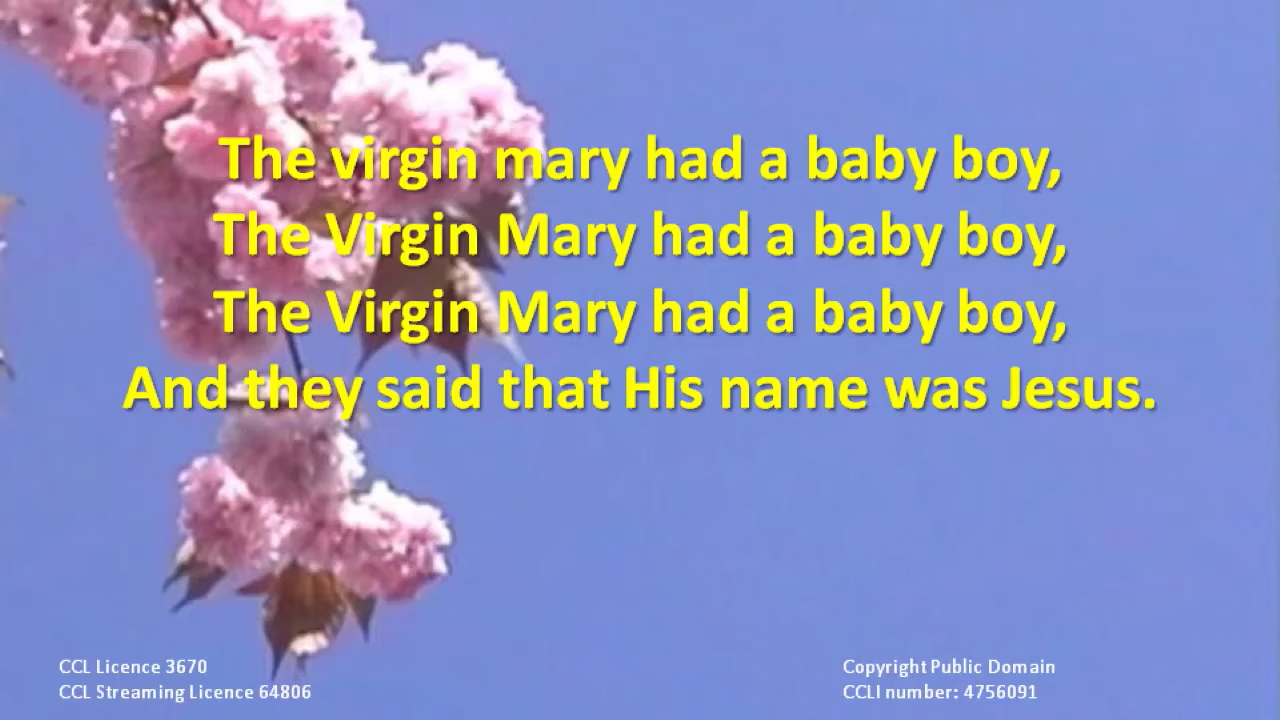 The virgin mary had a baby boy,
The Virgin Mary had a baby boy,
The Virgin Mary had a baby boy,
And they said that His name was Jesus.
CCL Licence 3670
CCL Streaming Licence 64806
Copyright Public Domain
CCLI number: 4756091